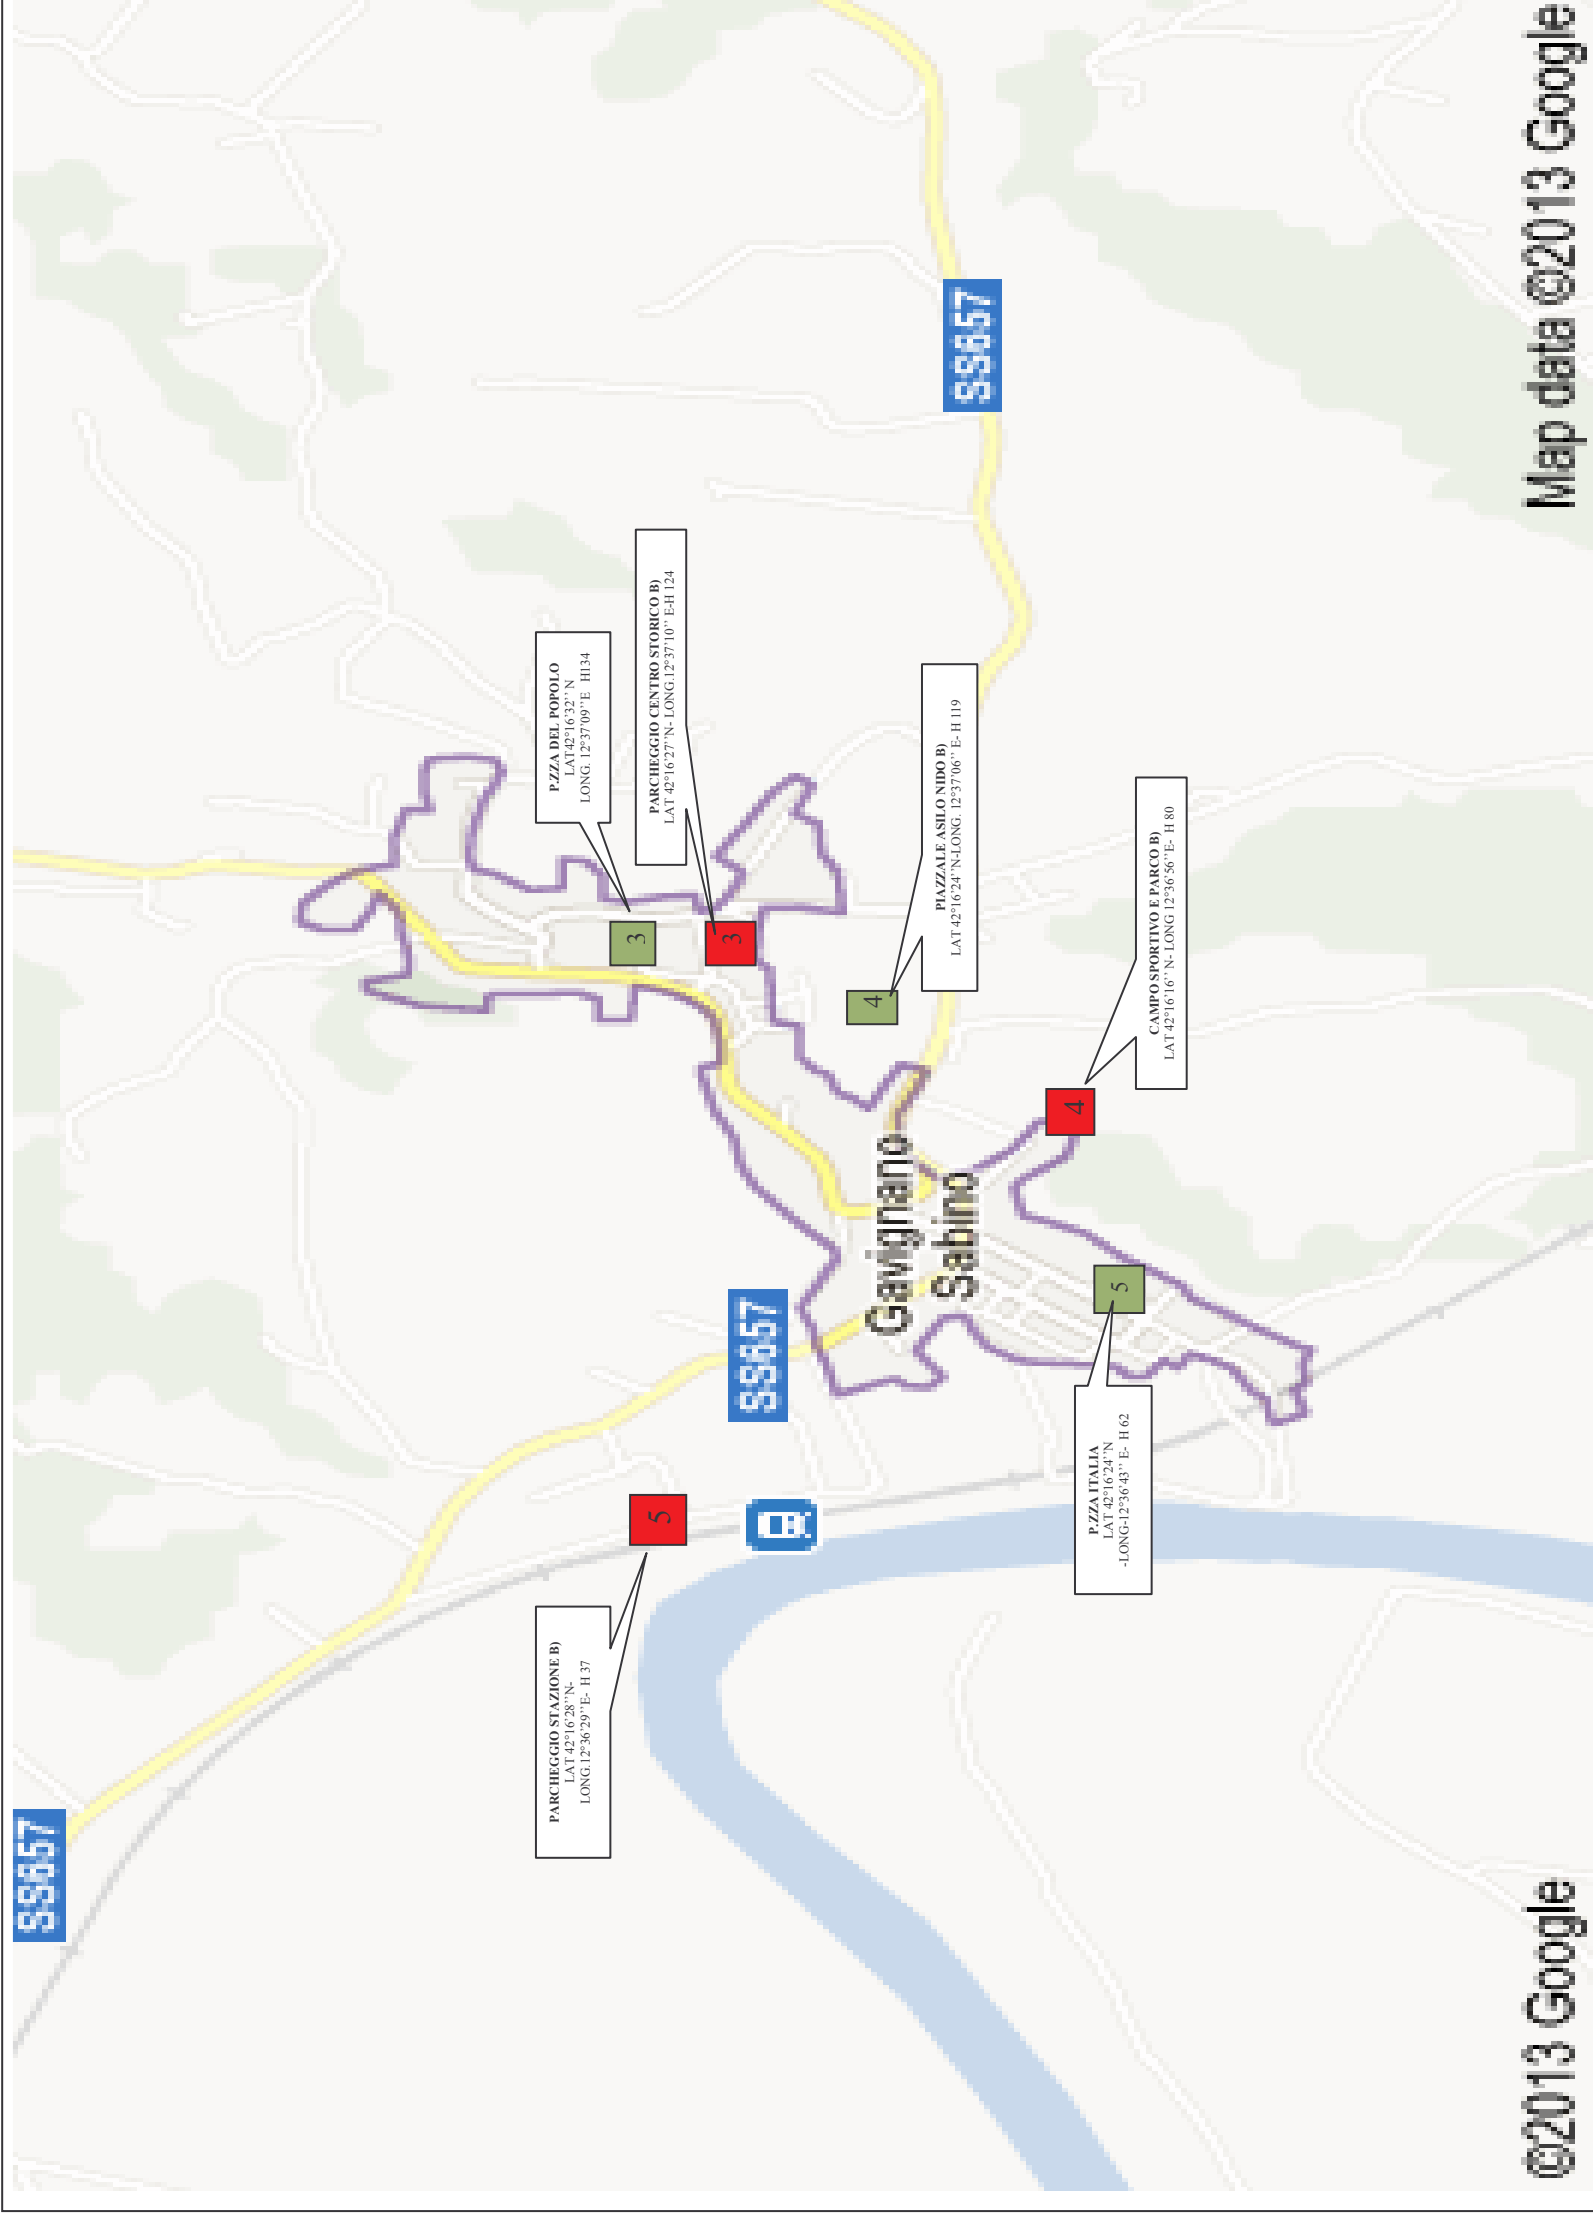 SS657
P.ZZA DEL POPOLO
LAT42°16'32'' N
LONG. 12°37'09''E H134
PARCHEGGIO CENTRO STORICO B)
LAT 42°16'27''N- LONG.12°37'10'' E-H 124
3
3
PARCHEGGIO STAZIONE B)
LAT 42°16'28''N-
LONG.12°36'29''E- H 37
5
SS657
4
PIAZZALE ASILO NIDO B)
LAT 42°16'24''N-LONG. 12°37'06'' E- H 119
SS657
Gavignano
Sabino
4
CAMPO SPORTIVO E PARCO B)
LAT 42°16'16'' N- LONG 12°36'56''E- H 80
5
P.ZZA ITALIA
LAT 42°16'24''N
-LONG-12°36'43'' E- H 62
©2013 Google
Map data ©2013 Google